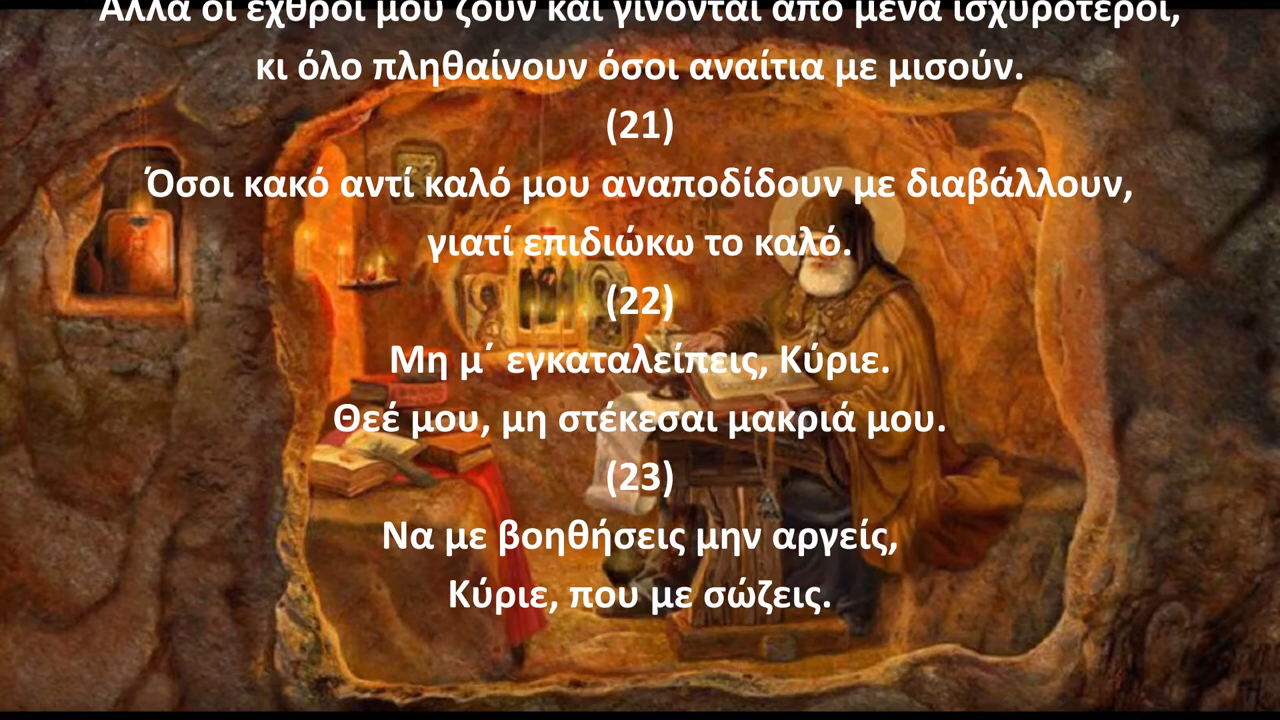 Αλλά οι εχθροί μου ζουν και γίνονται από μένα ισχυρότεροι,
κι όλο πληθαίνουν όσοι αναίτια με μισούν.
(21)
Όσοι κακό αντί καλό μου αναποδίδουν με διαβάλλουν,
γιατί επιδιώκω το καλό.
(22)
Μη μ΄ εγκαταλείπεις, Κύριε.
Θεέ μου, μη στέκεσαι μακριά μου.
(23)
Να με βοηθήσεις μην αργείς,
Κύριε, που με σώζεις.